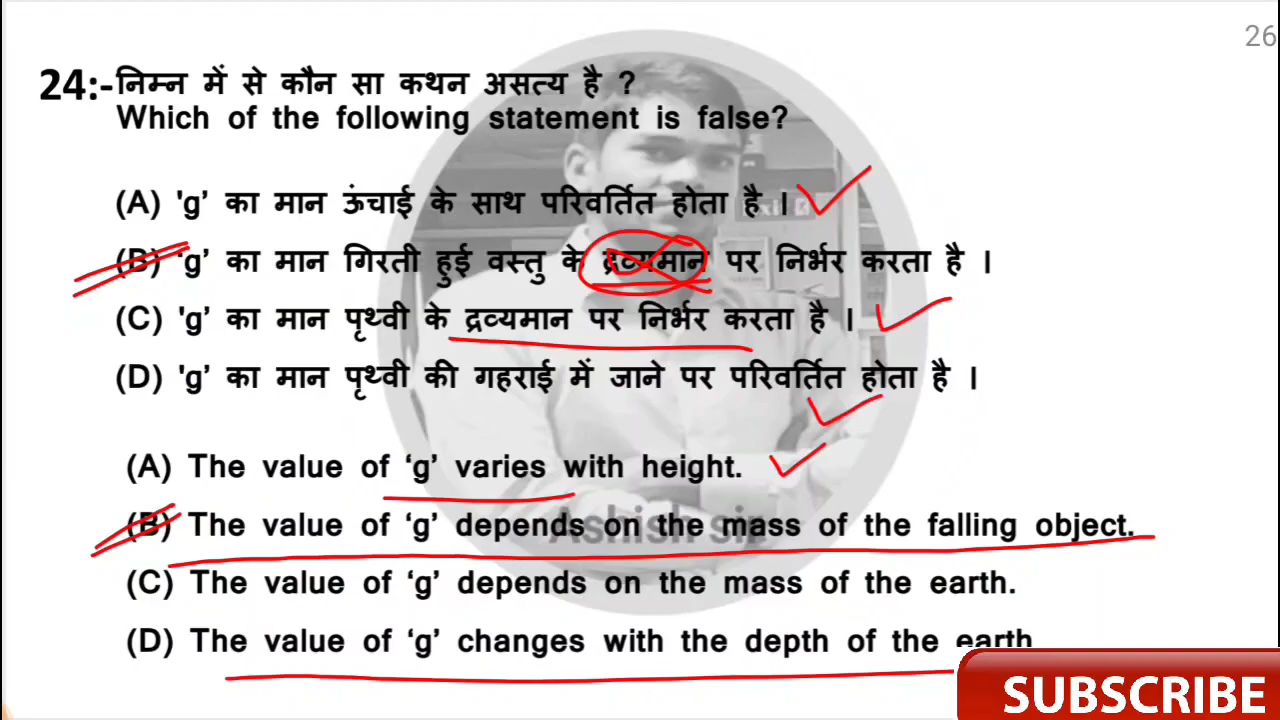 26
24:-निम्न में से कौन सा कथन असत्य है ?
Which of the following statement is false?
(A) 'g’ का मान ऊंचाई के साथ परिवर्तित होता है ।
(B) 'g’ का मान गिरती हुई वस्तु के द्रव्यमान पर निर्भर करता है ।
(C) 'g’ का मान पृथ्वी के द्रव्यमान पर निर्भर करता है ।
(D) 'g’ का मान पृथ्वी की गहराई में जाने पर परिवर्तित होता है ।
(A) The value of ‘g’ varies with height.
(B) The value of ‘g’ depends on the mass of the falling object.
Ashish sir
(C) The value of ‘g’ depends on the mass of the earth.
(D) The value of ‘g’ changes with the depth of the earth
SUBSCRIBE